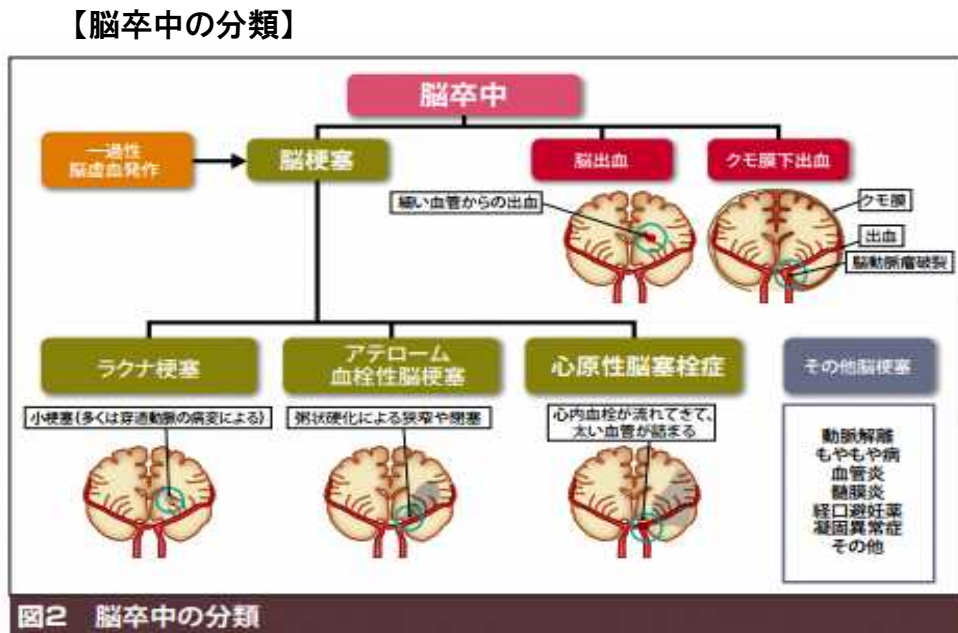 【脳卒中の分類】
脳卒中
一過性
脳虚血発作
脳梗塞
脳出血
クモ膜下出血
細い血管からの出血
クモ膜
出血
脳動脈瘤破裂
ラクナ梗塞
アテローム
血栓性脳梗塞
心原性脳塞栓症
その他脳梗塞
小梗塞(多くは穿通動脈の病変による)
粥状硬化による狭窄や閉塞
心内血栓が流れてきて、
太い血管が詰まる
動脈解離
もやもや病
血管炎
髄膜炎
経口避妊薬
凝固異常症
その他
図2 脳卒中の分類